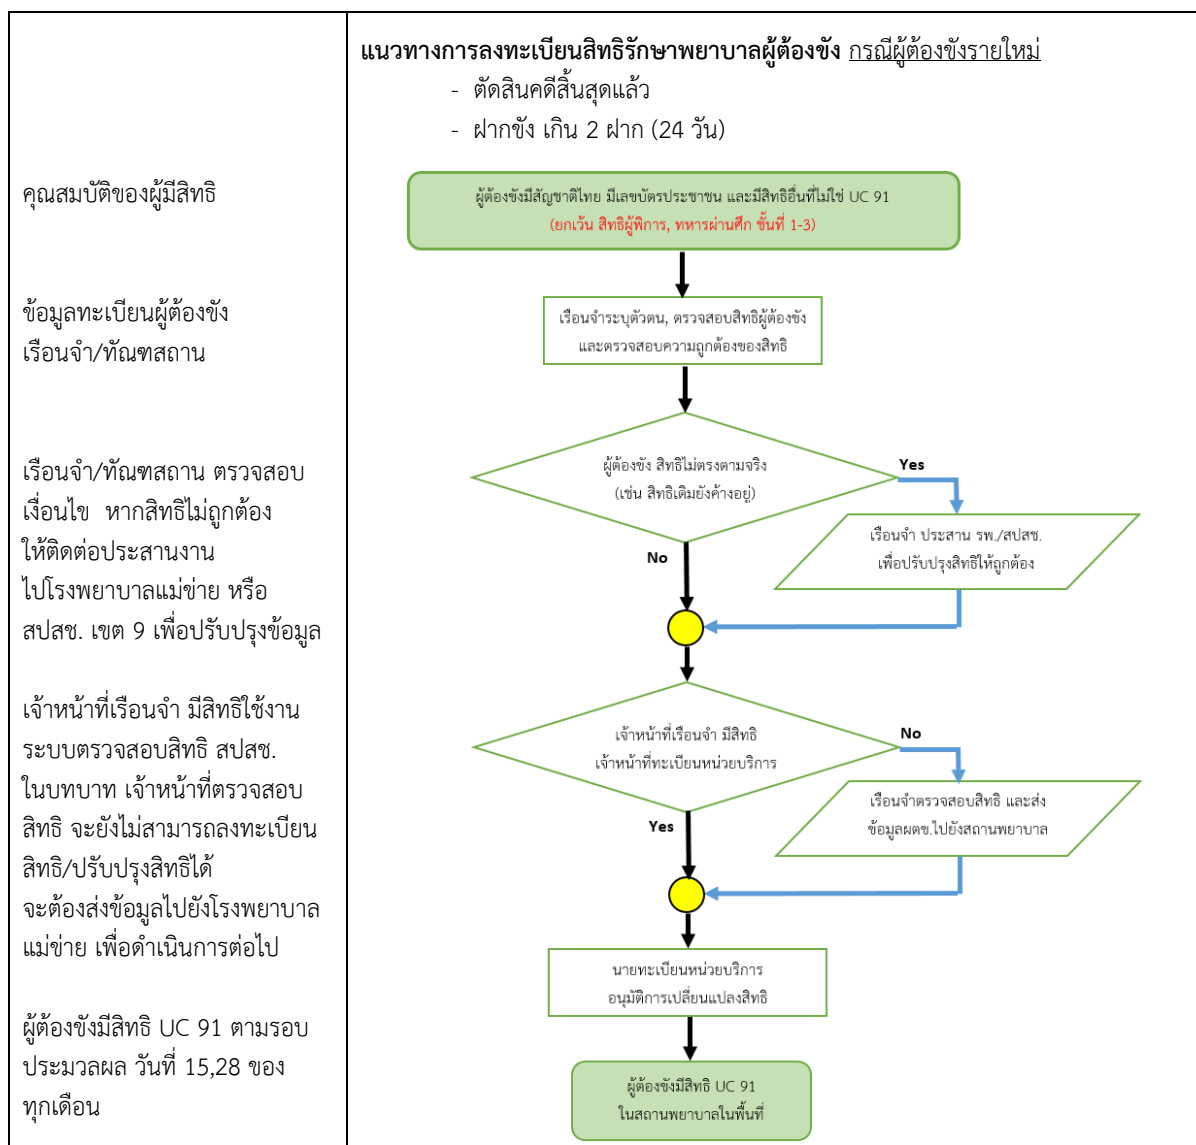 แนวทางการลงทะเบียนสิทธิรักษาพยาบาลผู้ต้องขัง กรณีผู้ต้องขังรายใหม่
- ตัดสินคดีสิ้นสุดแล้ว
- ฝากขัง เกิน 2 ฝาก (24 วัน)
คุณสมบัติของผู้มีสิทธิ
ผู้ต้องขังมีสัญชาติไทย มีเลขบัตรประชาชน และมีสิทธิอื่นที่ไม่ใช่ UC 91
(ยกเว้น สิทธิผู้พิการ, ทหารผ่านศึก ชั้นที่ 1-3)
ข้อมูลทะเบียนผู้ต้องขัง
เรือนจำ/ทัณฑสถาน
เรือนจำระบุตัวตน, ตรวจสอบสิทธิผู้ต้องขัง
และตรวจสอบความถูกต้องของสิทธิ
เรือนจำ/ทัณฑสถาน ตรวจสอบ
เงื่อนไข หากสิทธิไม่ถูกต้อง
ให้ติดต่อประสานงาน
ไปโรงพยาบาลแม่ข่าย หรือ
สปสช. เขต 9 เพื่อปรับปรุงข้อมูล
ผู้ต้องขัง สิทธิไม่ตรงตามจริง
(เช่น สิทธิเดิมยังค้างอยู่)
Yes
เรือนจำ ประสาน รพ./สปสช.
เพื่อปรับปรุงสิทธิให้ถูกต้อง
No
เจ้าหน้าที่เรือนจำ มีสิทธิใช้งาน
ระบบตรวจสอบสิทธิ สปสช.
ในบทบาท เจ้าหน้าที่ตรวจสอบ
สิทธิ จะยังไม่สามารถลงทะเบียน
สิทธิ/ปรับปรุงสิทธิได้
จะต้องส่งข้อมูลไปยังโรงพยาบาล
แม่ข่าย เพื่อดำเนินการต่อไป
เจ้าหน้าที่เรือนจำ มีสิทธิ
เจ้าหน้าที่ทะเบียนหน่วยบริการ
No
เรือนจำตรวจสอบสิทธิ และส่ง
ข้อมูลผตข.ไปยังสถานพยาบาล
Yes
นายทะเบียนหน่วยบริการ
อนุมัติการเปลี่ยนแปลงสิทธิ
ผู้ต้องขังมีสิทธิ UC 91 ตามรอบ
ประมวลผล วันที่ 15,28 ของ
ทุกเดือน
ผู้ต้องขังมีสิทธิ UC 91
ในสถานพยาบาลในพื้นที่